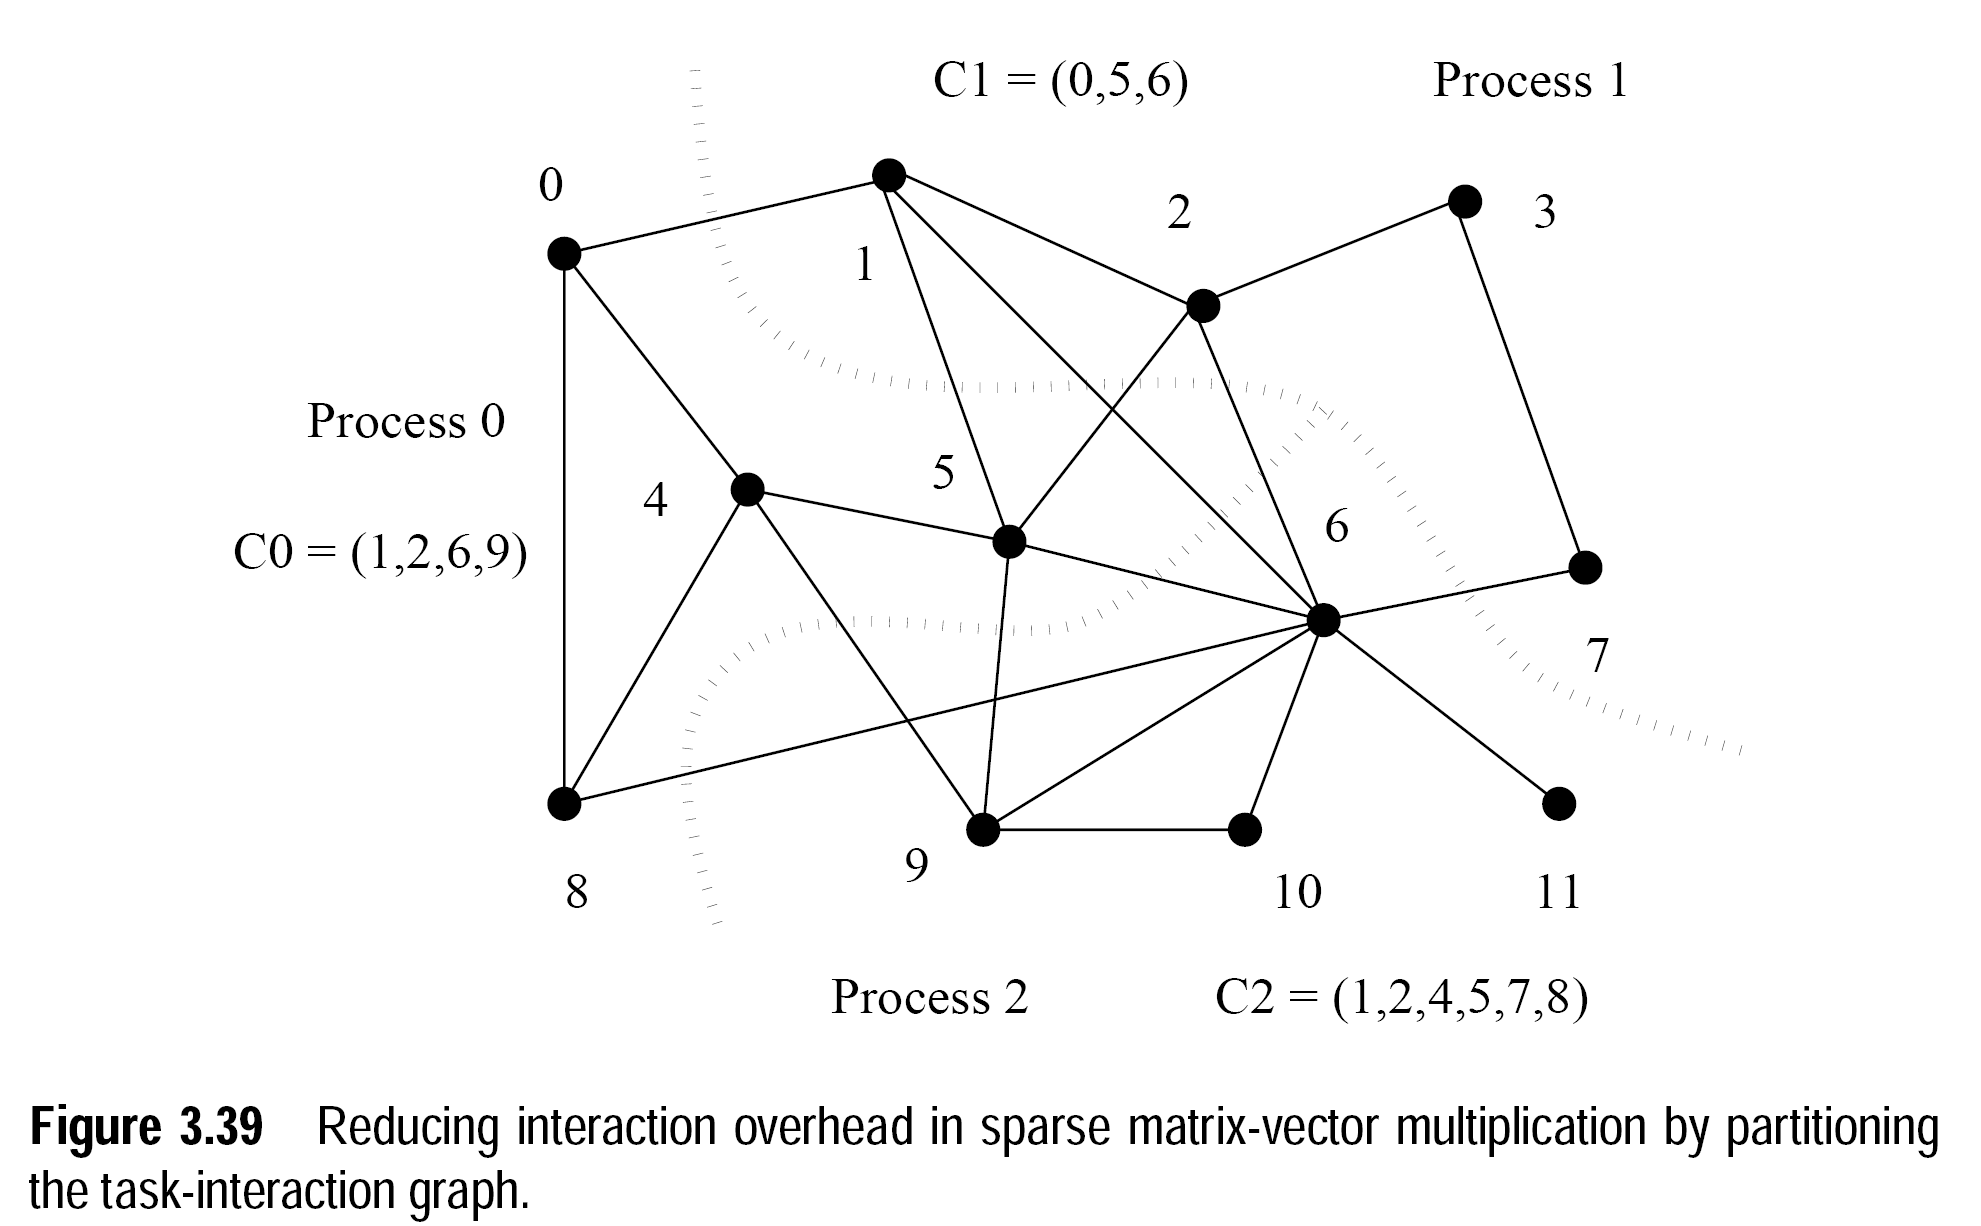 C1 = (0,5,6)
Process 1
0
1
2
3
Process 0
C0 = (1,2,6,9)
4
5
6
7
8
9
10
11
Process 2
C2 = (1,2,4,5,7,8)
Figure 3.39 Reducing interaction overhead in sparse matrix-vector multiplication by partitioning
the task-interaction graph.